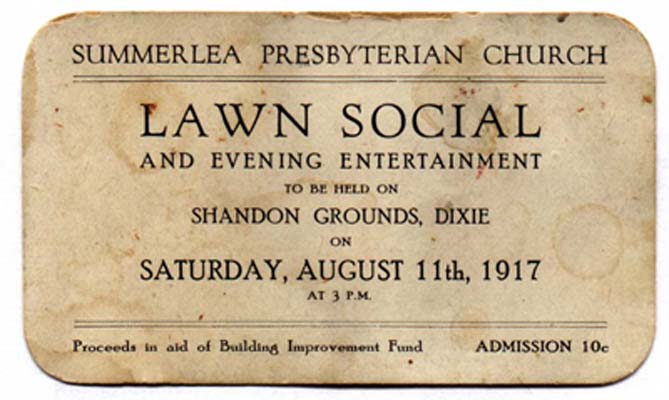 SUMMERLEA PRESBYTERIAN CHURCH
LAWN SOCIAL
AND EVENING ENTERTAINMENT
TO BE HELD ON
SHANDON GROUNDS, DIXIE
ON
SATURDAY, AUGUST 11th, 1917
AT 3 P.M.
Proceeds in aid of Building Improvement Fund ADMISSION 10c